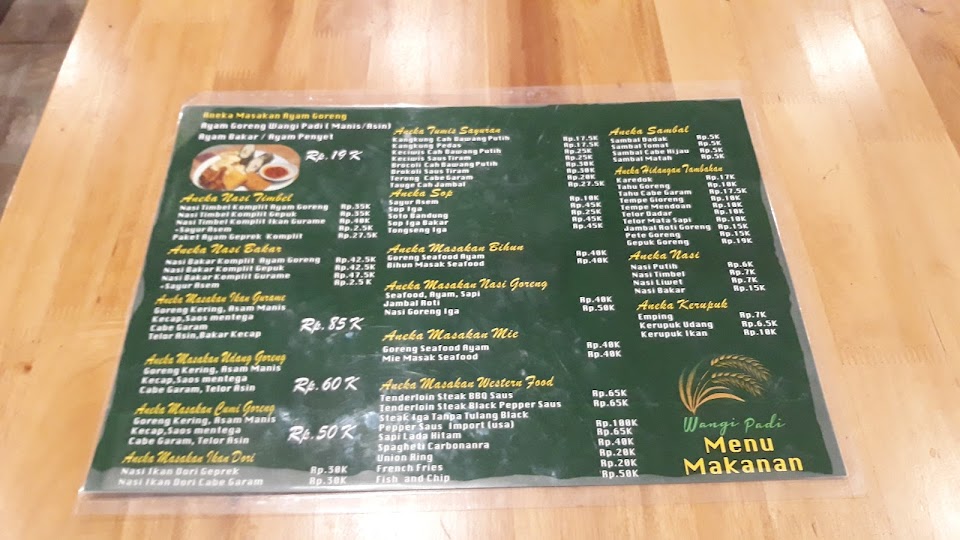 Aneka Masakan Ayam Goreng
Ayam Goreng Wangi Padi ( Manis/Asin)
Ayam Bakar / Ayam Penyet
Rp. 19 K
Aneka Nasi Timbel
Nasi Timbel Komplit Ayam Goreng Rp.35K
Nasi Timbel Komplit Gepuk Rp.35K
Nasi Timbel Komplit Ikan Gurame Rp.40K
+Sayur Asem Rp.2.5K
Paket Ayam Geprek Komplit Rp.27.5K
Aneka Nasi Bakar
Nasi Bakar Komplit Ayam Goreng Rp.42.5K
Nasi Bakar Komplit Gepuk Rp.42.5K
Nasi Bakar Komplit Gurame Rp.47.5K
+Sayur Asem Rp.2.5 K
Aneka Masakan Ikan Gurame
Goreng Kering, Asam Manis
Kecap,Saos mentega
Cabe Garam
Telor Asin,Bakar Kecap
Rp. 85 K
Aneka Masakan Udang Goreng
Goreng Kering, Asam Manis
Kecap,Saos mentega
Cabe Garam, Telor Asin
Rp. 60 K
Aneka Masakan Cumi Goreng
Goreng Kering, Asam Manis
Kecap,Saos mentega
Cabe Garam, Telor Asin
Rp. 50 K
Aneka Masakan Ikan Dori
Nasi Ikan Dori Geprek Rp.30K
Nasi Ikan Dori Cabe Garam Rp.30K
Aneka Tumis Sayuran
Kangkung Cah Bawang Putih Rp.17.5K
Kangkung Pedas Rp.17.5K
Keciwis Cah Bawang Putih Rp.25K
Keciwis Saus Tiram Rp.25K
Brocoli Cah Bawang Putih Rp.30K
Brokoli Saus Tiram Rp.30K
Terong Cabe Garam Rp.20K
Tauge Cah Jambal Rp.27.5K
Aneka Sop
Sayur Asem Rp.10K
Sop Iga Rp.45K
Soto Bandung Rp.25K
Sop Iga Bakar Rp.45K
Tongseng Iga Rp.45K
Aneka Masakan Bihun
Goreng Seafood Ayam Rp.40K
Bihun Masak Seafood Rp.40K
Aneka Masakan Nasi Goreng
Seafood, Ayam, Sapi Rp.40K
Jambal Roti
Nasi Goreng Iga Rp.50K
Aneka Masakan Mie
Goreng Seafood Ayam Rp.40K
Mie Masak Seafood Rp.40K
Aneka Masakan Western Food
Tenderloin Steak BBQ Saus Rp.65K
Tenderloin Steak Black Pepper Saus Rp.65K
Steak Iga Tanpa Tulang Black
Pepper Saus Import (usa) Rp.100K
Sapi Lada Hitam Rp.65K
Spagheti Carbonanra Rp.40K
Union Ring Rp.20K
French Fries Rp.20K
Fish and Chip Rp.50K
Aneka Sambal
Sambal Dadak Rp.5K
Sambal Tomat Rp.5K
Sambal Cabe Hijau Rp.5K
Sambal Matah Rp.5K
Aneka Hidangan Tambahan
Karedok Rp.17K
Tahu Goreng Rp.10K
Tahu Cabe Garam Rp.17.5K
Tempe Gioreng Rp.10K
Tempe Mendoan Rp.10K
Telor Dadar Rp.10K
Telor Mata Sapi Rp.10K
Jambal Roti Goreng Rp.15K
Pete Goreng Rp.15K
Gepuk Goreng Rp.19K
Aneka Nasi
Nasi Putih Rp.6K
Nasi Timbel Rp.7K
Nasi Liwet Rp.7K
Nasi Bakar Rp.15K
Aneka Kerupuk
Emping Rp.7K
Kerupuk Udang Rp.6.5K
Kerupuk Ikan Rp.10K
Wangi Padi
Menu
Makanan